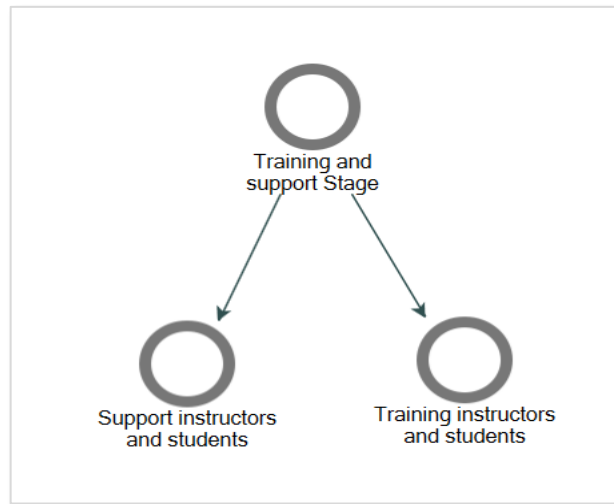 Training and
support Stage
Support instructors
and students
Training instructors
and students